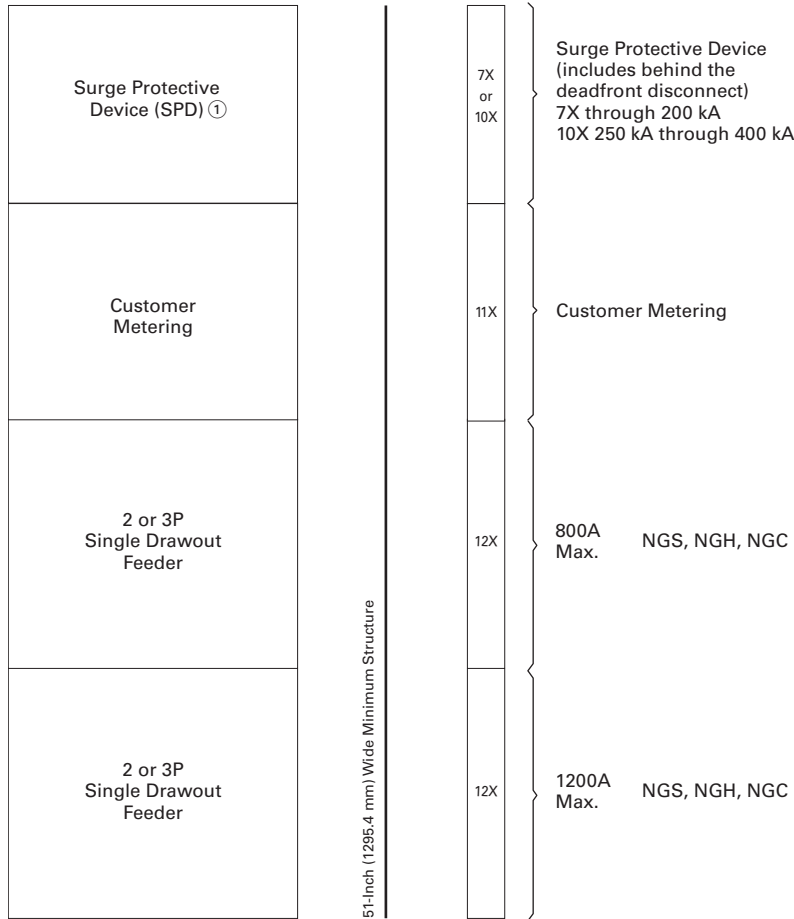 Surge Protective
Device (SPD) ①
7X
or
10X
Surge Protective Device
(includes behind the
deadfront disconnect)
7X through 200 kA
10X 250 kA through 400 kA
Customer
Metering
11X
Customer Metering
2 or 3P
Single Drawout
Feeder
12X
800A
Max.
NGS, NGH, NGC
51-Inch (1295.4 mm) Wide Minimum Structure
2 or 3P
Single Drawout
Feeder
12X
1200A
Max.
NGS, NGH, NGC